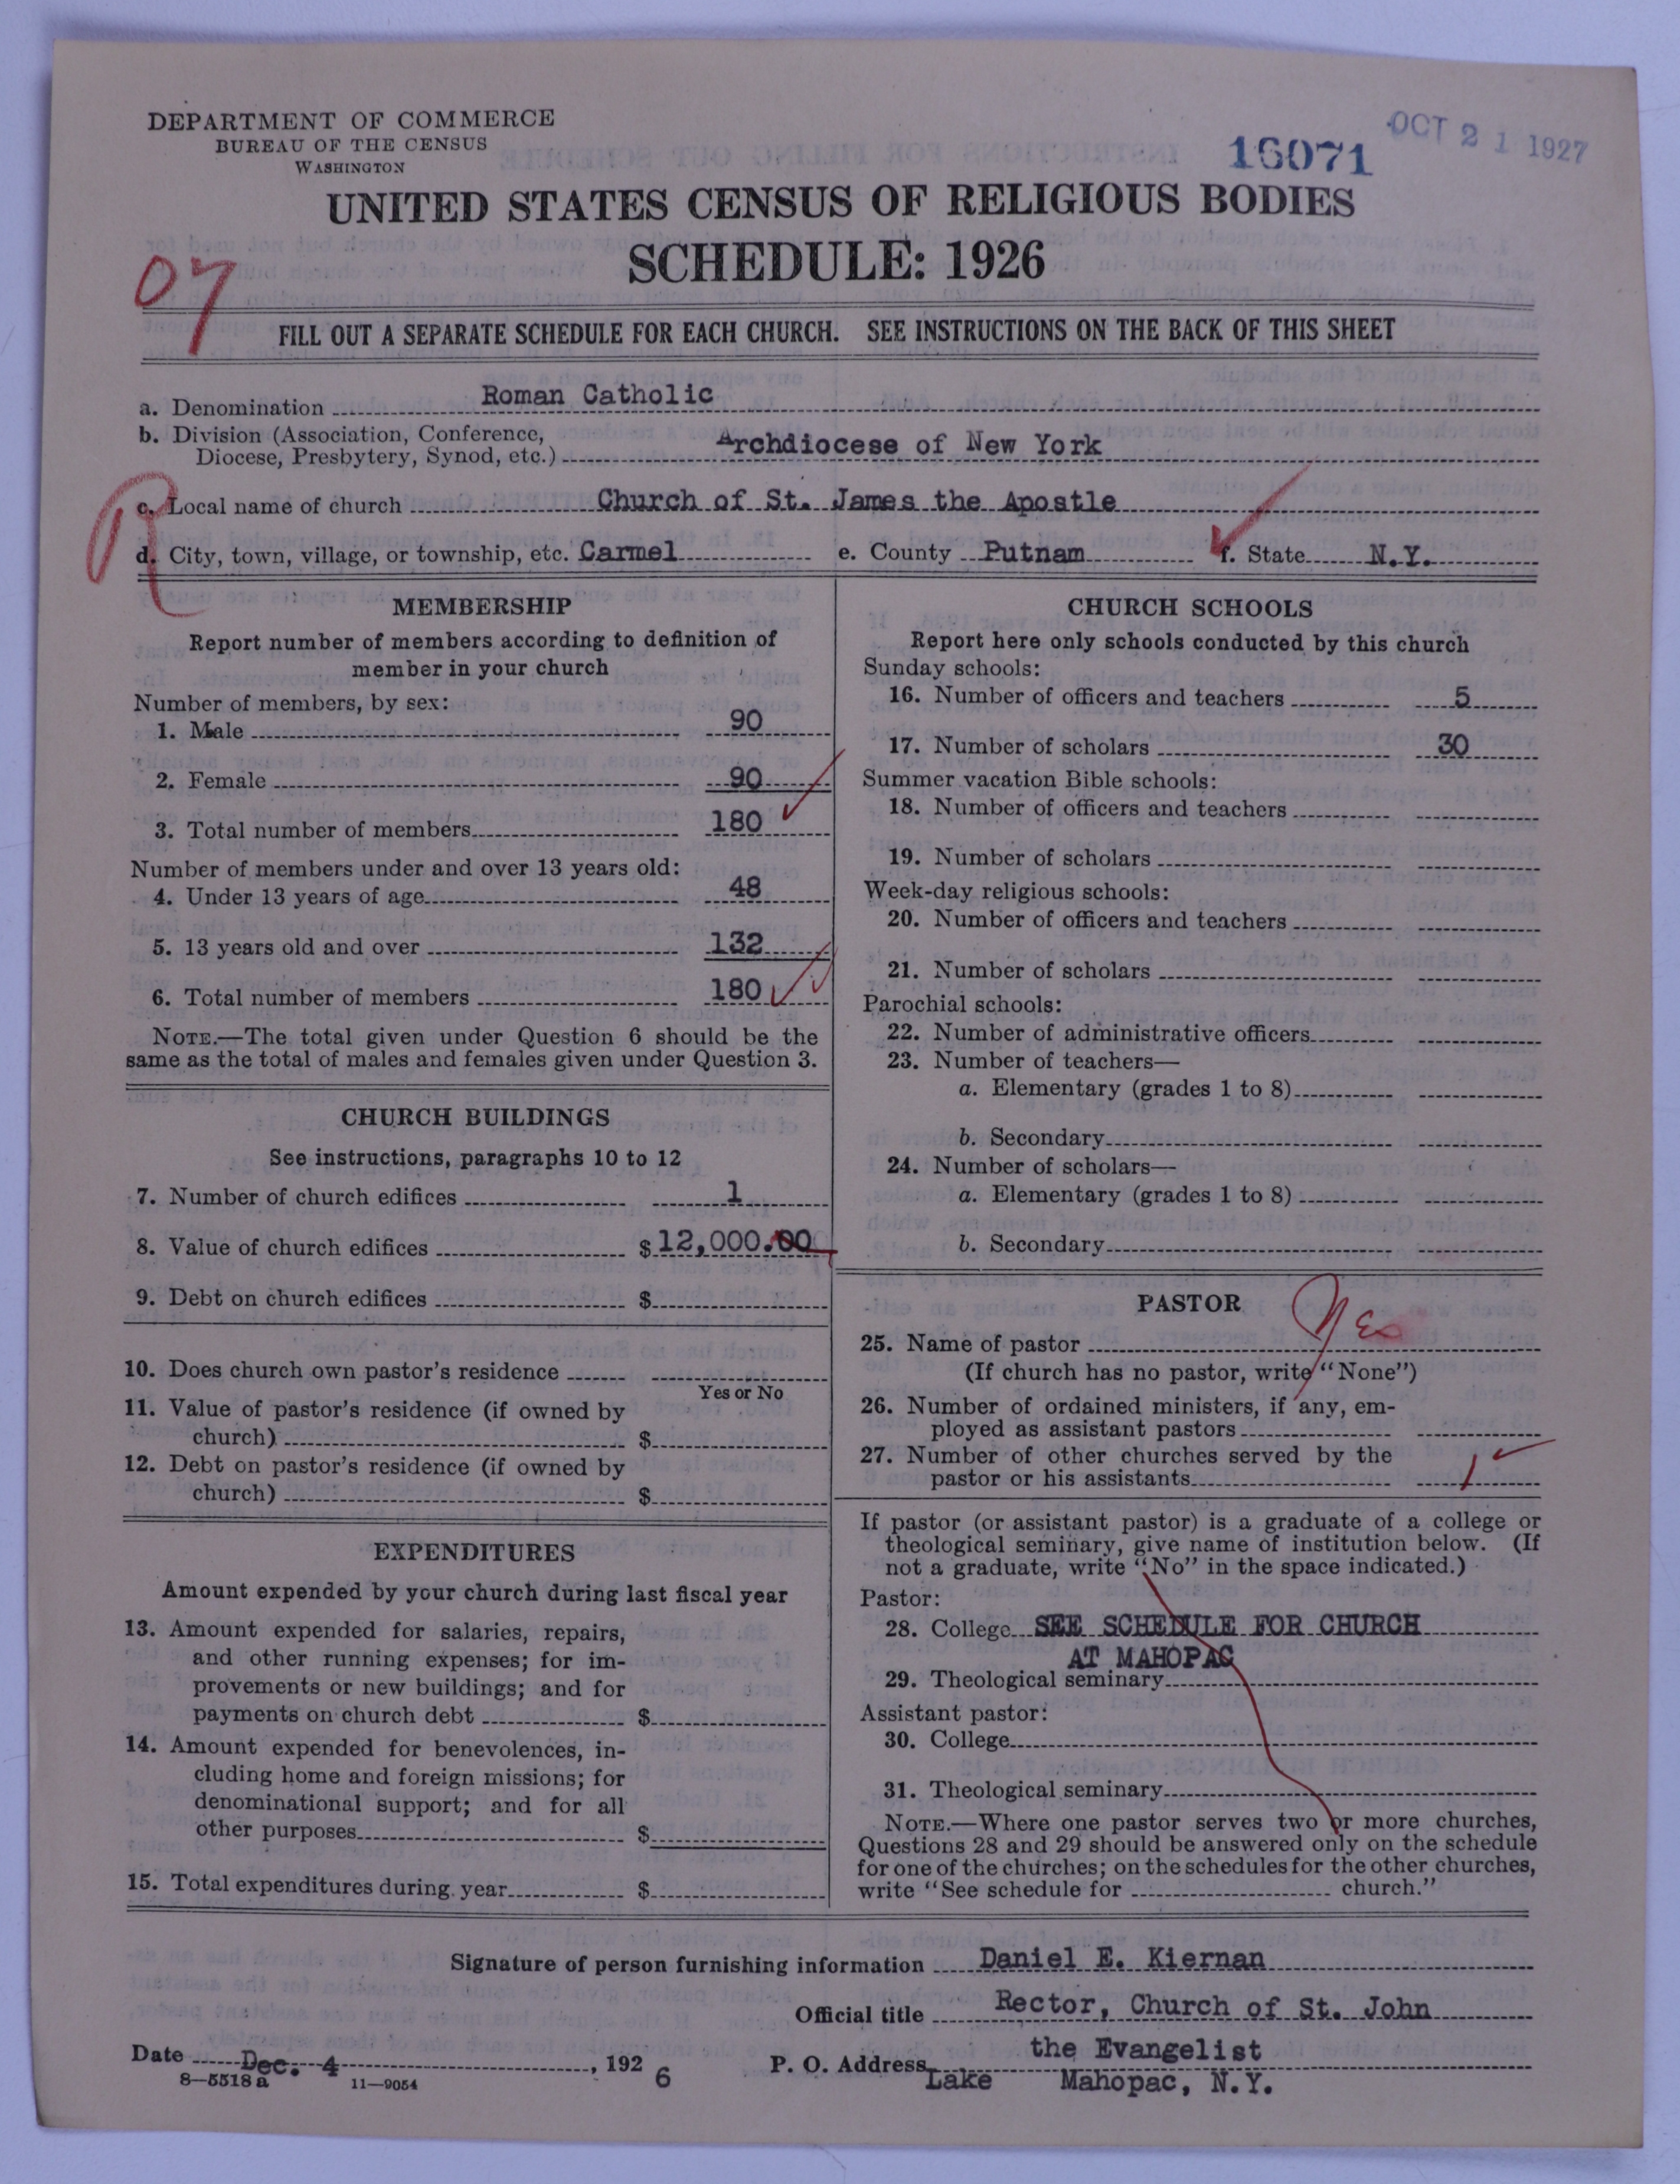 DEPARTMENT OF COMMERCE
BUREAU OF THE CENSUS
WASHINGTON
16071
OCT 21 1927
UNITED STATES CENSUS OF RELIGIOUS BODIES
SCHEDULE: 1926
07
FILL OUT A SEPARATE SCHEDULE FOR EACH CHURCH. SEE INSTRUCTIONS ON THE BACK OF THIS SHEET
a. Denomination Roman Catholic
b. Division (Association, Conference,
Diocese, Presbytery, Synod, etc.) Archdiocese of New York
R
c. Local name of church Church of St. James the Apostle
d. City, town, village, or township, etc. Carmel e. County Putnam f. State N.Y.
MEMBERSHIP
Report number of members according to definition of
member in your church
Number of members, by sex:
1. Male 90
2. Female 90
3. Total number of members 180
Number of members under and over 13 years old:
4. Under 13 years of age 48
5. 13 years old and over 132
6. Total number of members 180
NOTE.—The total given under Question 6 should be the
same as the total of males and females given under Question 3.
CHURCH BUILDINGS
See instructions, paragraphs 10 to 12
7. Number of church edifices 1
8. Value of church edifices $12,000.00
9. Debt on church edifices $
10. Does church own pastor's residence
Yes or No
11. Value of pastor's residence (if owned by
church) $
12. Debt on pastor's residence (if owned by
church) $
EXPENDITURES
Amount expended by your church during last fiscal year
13. Amount expended for salaries, repairs,
and other running expenses; for im-
provements or new buildings; and for
payments on church debt $
14. Amount expended for benevolences, in-
cluding home and foreign missions; for
denominational support; and for all
other purposes $
15. Total expenditures during year $
CHURCH SCHOOLS
Report here only schools conducted by this church
Sunday schools:
16. Number of officers and teachers 5
17. Number of scholars 30
Summer vacation Bible schools:
18. Number of officers and teachers
19. Number of scholars
Week-day religious schools:
20. Number of officers and teachers
21. Number of scholars
Parochial schools:
22. Number of administrative officers
23. Number of teachers—
a. Elementary (grades 1 to 8)
b. Secondary
24. Number of scholars—
a. Elementary (grades 1 to 8)
b. Secondary
PASTOR
25. Name of pastor
(If church has no pastor, write "None")
26. Number of ordained ministers, if any, em-
ployed as assistant pastors
27. Number of other churches served by the
pastor or his assistants 1
If pastor (or assistant pastor) is a graduate of a college or
theological seminary, give name of institution below. (If
not a graduate, write "No" in the space indicated.)
Pastor:
28. College SEE SCHEDULE FOR CHURCH
AT MAHOPAC
29. Theological seminary
Assistant pastor:
30. College
31. Theological seminary
NOTE.—Where one pastor serves two or more churches,
Questions 28 and 29 should be answered only on the schedule
for one of the churches; on the schedules for the other churches,
write "See schedule for church."
Signature of person furnishing information Daniel E. Kiernan
Official title Rector, Church of St. John
the Evangelist
Date Dec. 4, 1926 P. O. Address Lake Mahopac, N.Y.
8—5518 a 11—9054